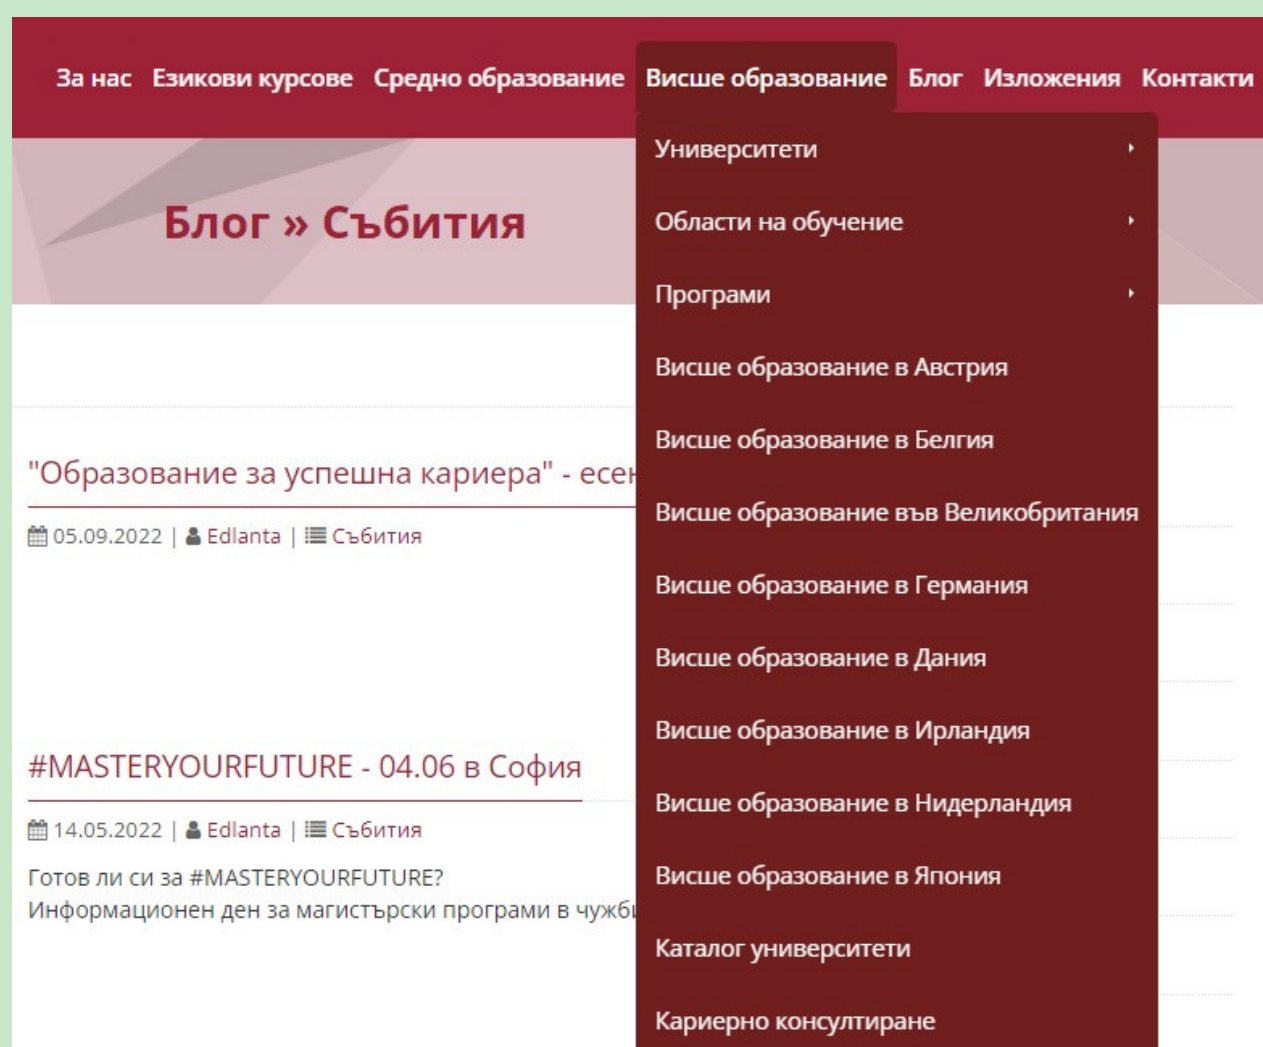 За нас Езикови курсове Средно образование Висше образование Блог Изложения Контакти
Университети
Области на обучение
Програми
Висше образование в Австрия
Висше образование в Белгия
Висше образование във Великобритания
Висше образование в Германия
Висше образование в Дания
Висше образование в Ирландия
Висше образование в Нидерландия
Висше образование в Япония
Каталог университети
Кариерно консултиране
Блог » Събития
"Образование за успешна кариера" -
05.09.2022 | Edlanta | Събития
#MASTERYOURFUTURE - 04.06 в София
14.05.2022 | Edlanta | Събития
Готов ли си за #MASTERYOURFUTURE?
Информационен ден за магистърски програми в